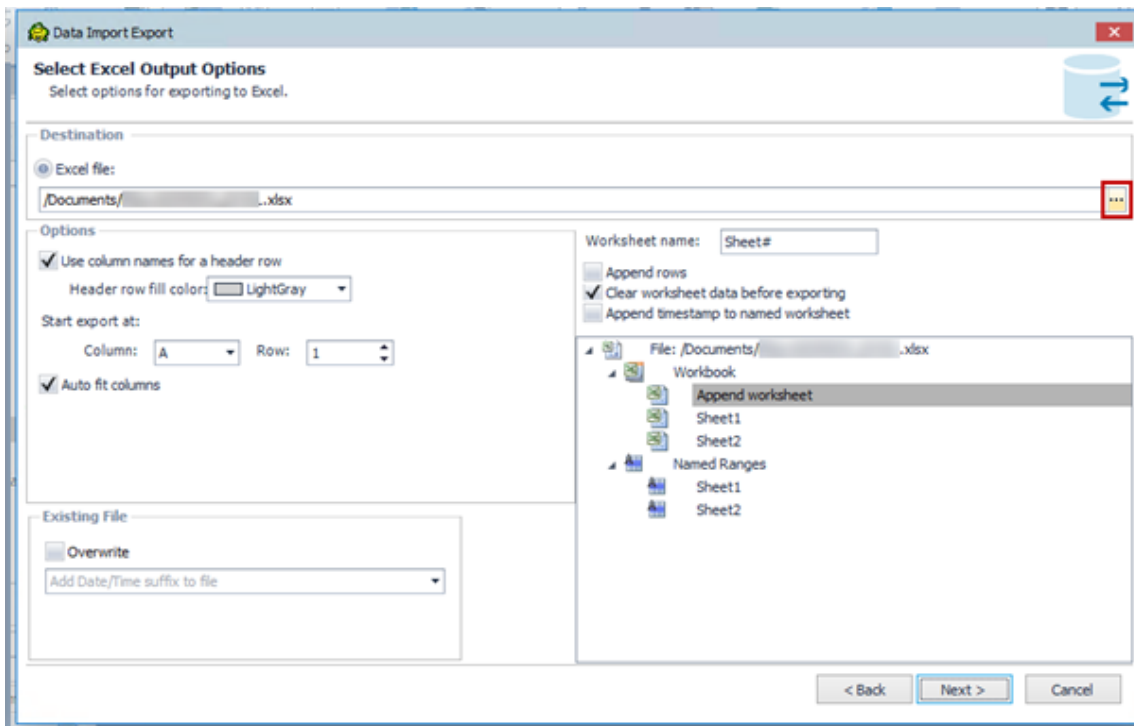 Data Import Export
Select Excel Output Options
Select options for exporting to Excel.
Destination
Excel file:
/Documents/ ..xlsx
...
Options
Use column names for a header row
Header row fill color: LightGray
Start export at:
Column: A Row: 1
Auto fit columns
Worksheet name: Sheet#
Append rows
Clear worksheet data before exporting
Append timestamp to named worksheet
File: /Documents/ .xlsx
Workbook
Append worksheet
Sheet1
Sheet2
Named Ranges
Sheet1
Sheet2
Existing File
Overwrite
Add Date/Time suffix to file
< Back Next > Cancel